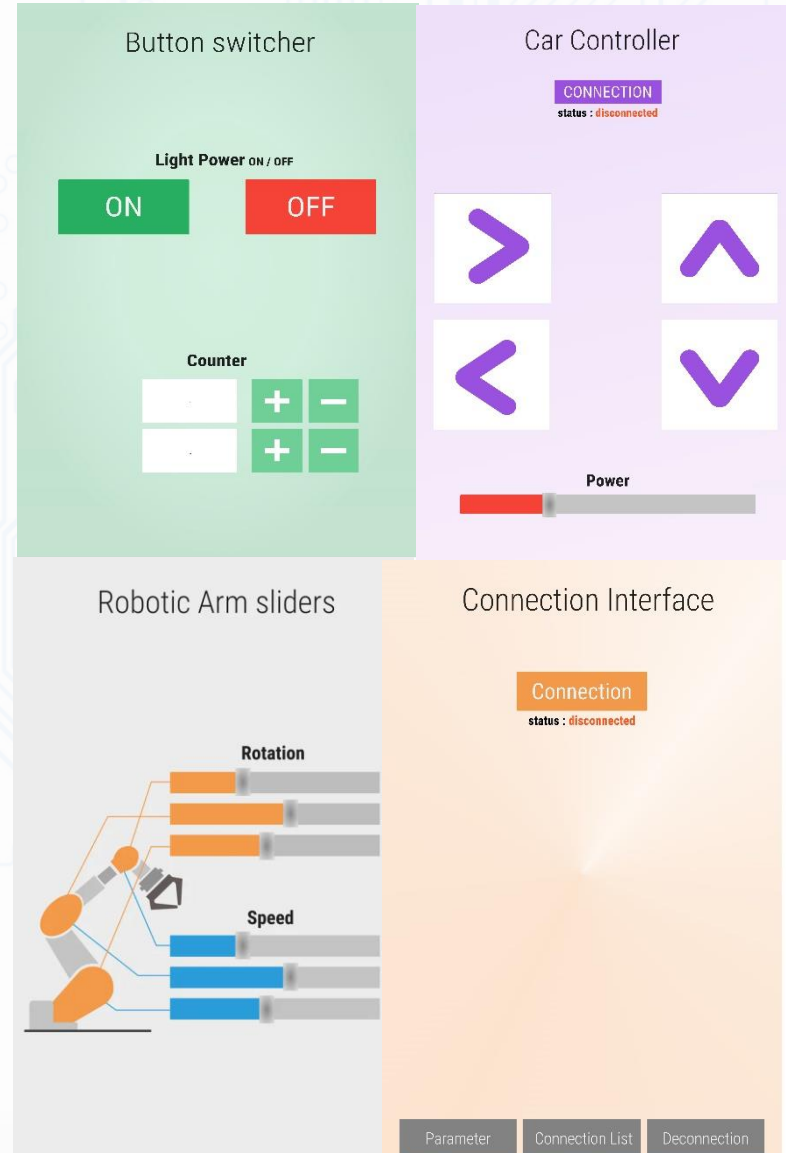 Button switcher
Light Power ON / OFF
ON OFF
Counter
+ −
+ −
Car Controller
CONNECTION
status : disconnected
Power
Robotic Arm sliders
Rotation
Speed
Connection Interface
Connection
status : disconnected
Parameter Connection List Deconnection